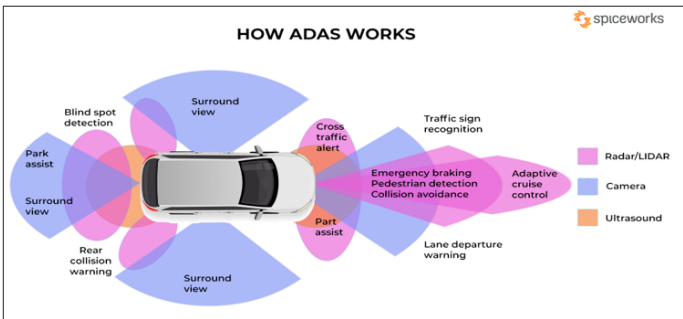 spiceworks
HOW ADAS WORKS
Surround
view
Blind spot
detection
Park
assist
Surround
view
Rear
collision
warning
Surround
view
Cross
traffic
alert
Part
assist
Traffic sign
recognition
Emergency braking
Pedestrian detection
Collision avoidance
Adaptive
cruise
control
Lane departure
warning
Radar/LIDAR
Camera
Ultrasound